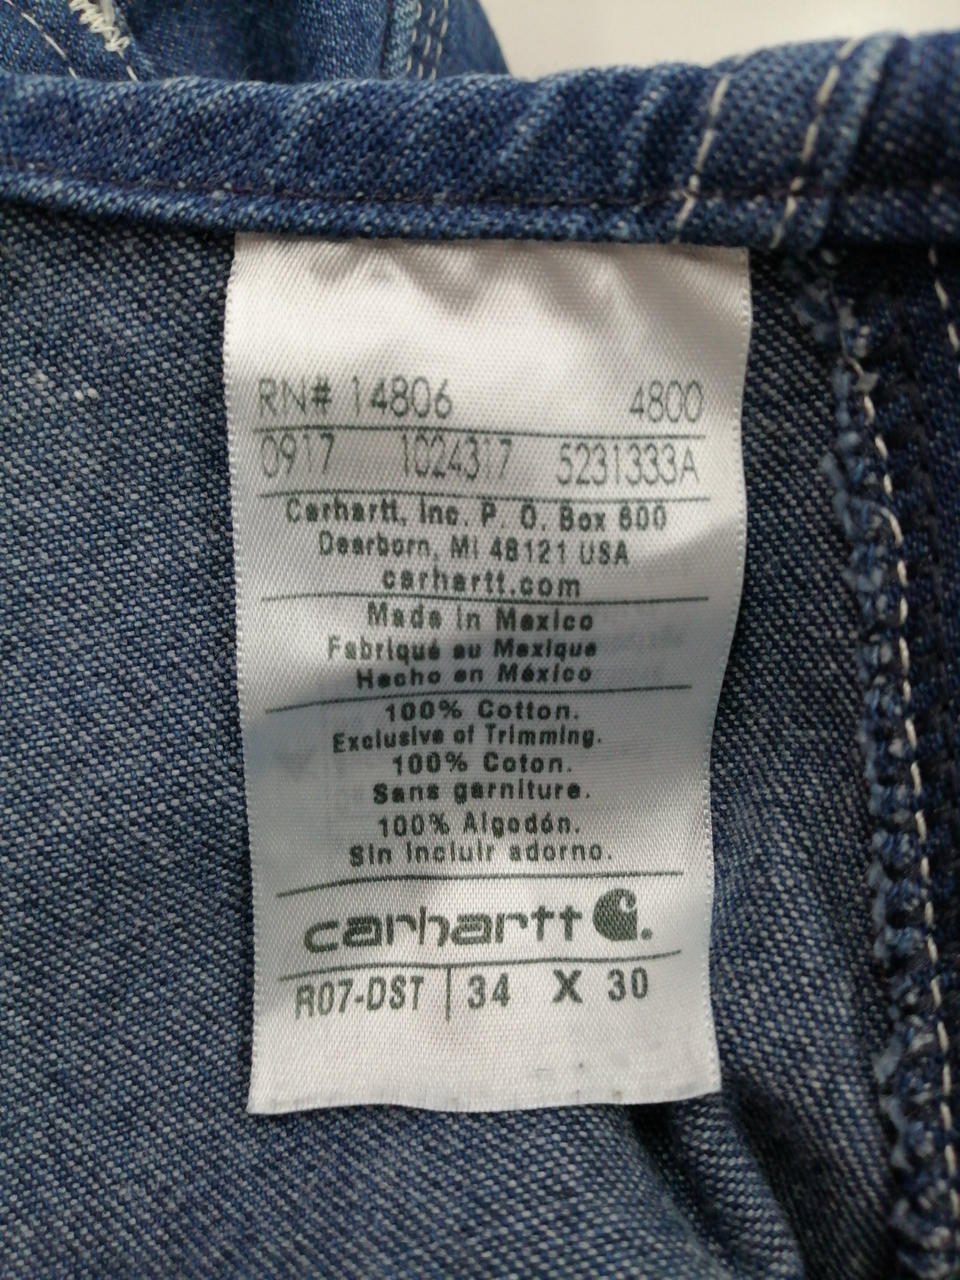 RN# 14806 4800
0917 1024317 5231333A
Carhartt, Inc. P. O. Box 600
Dearborn, MI 48121 USA
carhartt.com
Made in Mexico
Fabriqué au Mexique
Hecho en México
100% Cotton.
Exclusive of Trimming.
100% Coton.
Sans garniture.
100% Algodón.
Sin incluir adorno.
carhartt
R07-DST 34 X 30